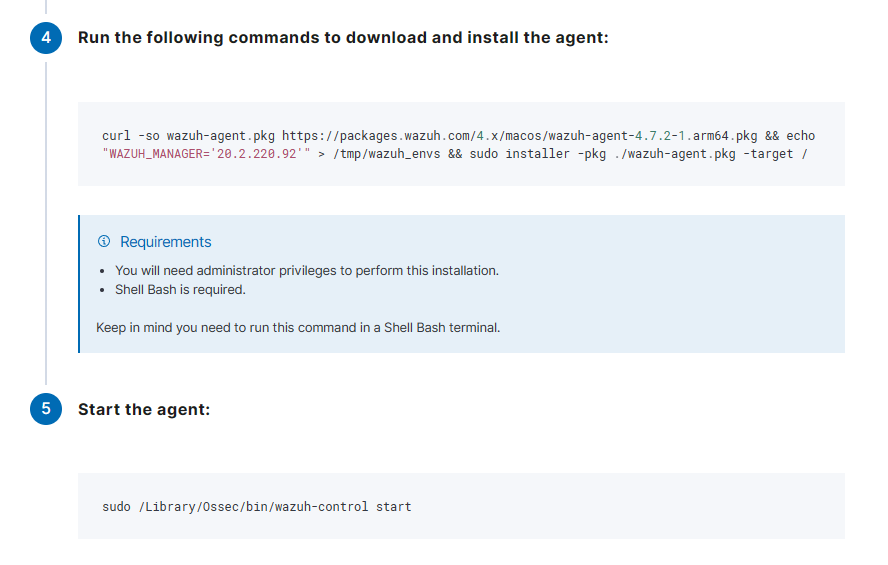 4
Run the following commands to download and install the agent:
curl -so wazuh-agent.pkg https://packages.wazuh.com/4.x/macos/wazuh-agent-4.7.2-1.arm64.pkg && echo
"WAZUH_MANAGER='20.2.220.92'" > /tmp/wazuh_envs && sudo installer -pkg ./wazuh-agent.pkg -target /
Requirements
• You will need administrator privileges to perform this installation.
• Shell Bash is required.
Keep in mind you need to run this command in a Shell Bash terminal.
5
Start the agent:
sudo /Library/Ossec/bin/wazuh-control start